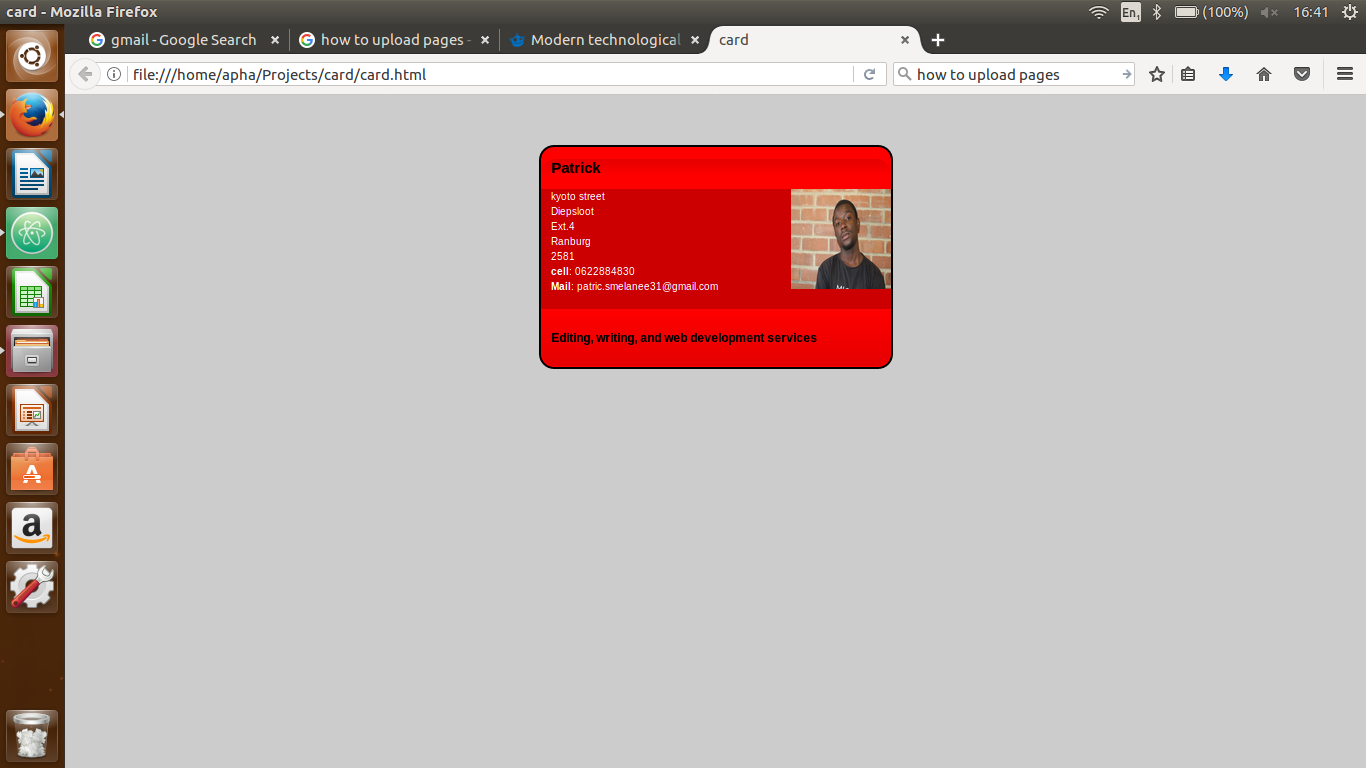 card - Mozilla Firefox
En1
(100%)
16:41
gmail - Google Search
how to upload pages -
Modern technological
card
file:///home/apha/Projects/card/card.html
how to upload pages
Patrick
kyoto street
Diepsloot
Ext.4
Ranburg
2581
cell: 0622884830
Mail: patric.smelanee31@gmail.com
Editing, writing, and web development services